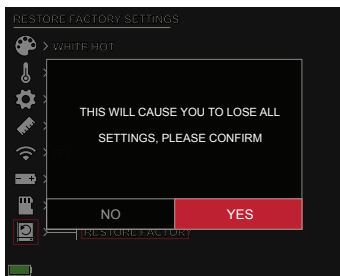 RESTORE FACTORY SETTINGS
WHITE HOT
THIS WILL CAUSE YOU TO LOSE ALL
SETTINGS, PLEASE CONFIRM
NO
YES
RESTORE FACTORY